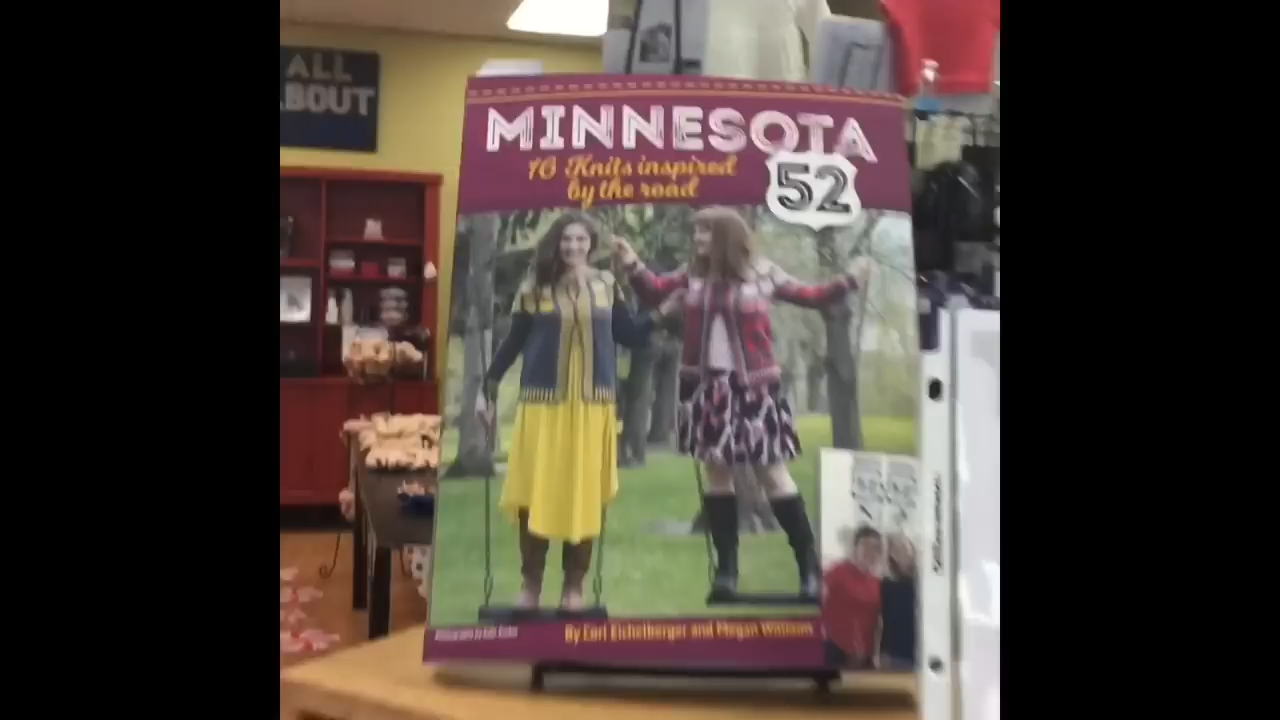 ALL
ABOUT
MINNESOTA
16 Knits inspired
by the road
52
By Lori Eichelberger and Megan Williams